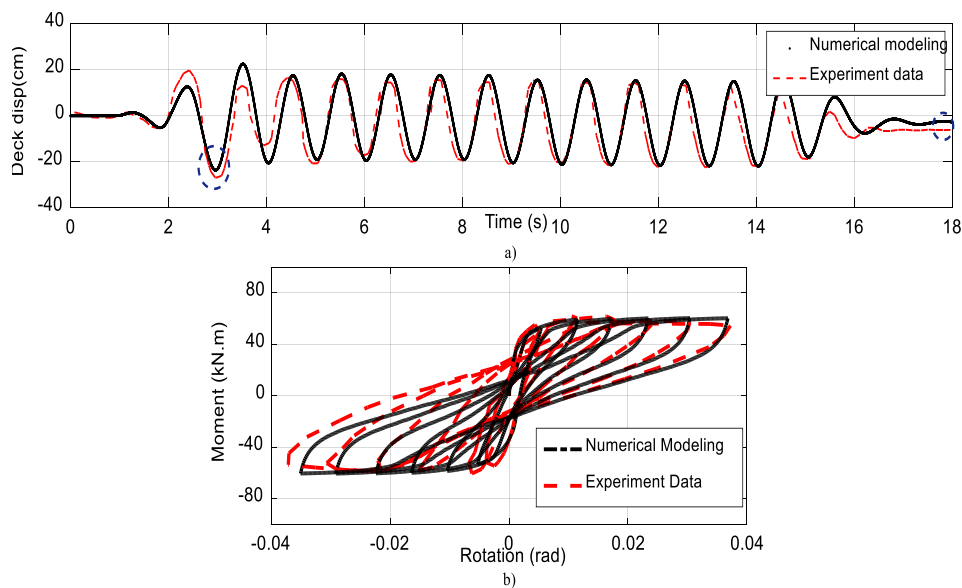 40
20
0
-20
-40
Deck disp(cm)
Numerical modeling
Experiment data
0 2 4 6 8 10 12 14 16 18
Time (s)
a)
80
40
0
-40
-80
Moment (kN.m)
Numerical Modeling
Experiment Data
-0.04 -0.02 0 0.02 0.04
Rotation (rad)
b)